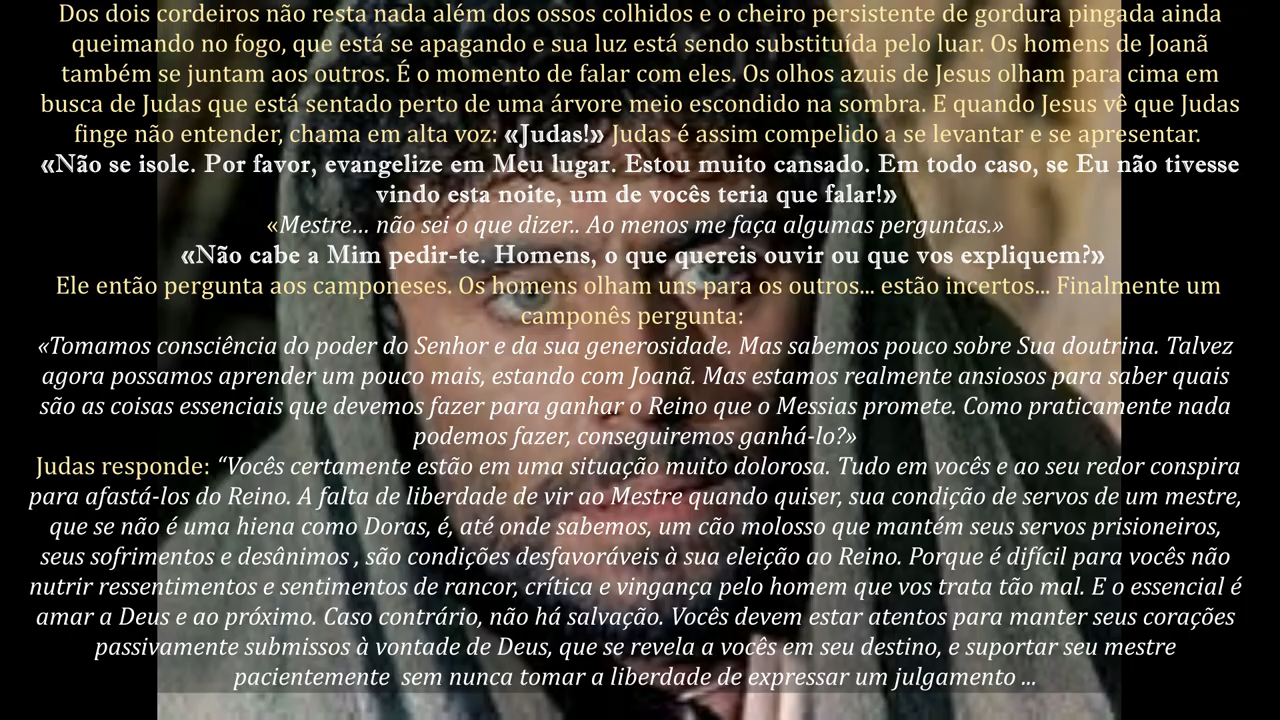 Dos dois cordeiros não resta nada além dos ossos colhidos e o cheiro persistente de gordura pingada ainda
queimando no fogo, que está se apagando e sua luz está sendo substituída pelo luar. Os homens de Joanã
também se juntam aos outros. É o momento de falar com eles. Os olhos azuis de Jesus olham para cima em
busca de Judas que está sentado perto de uma árvore meio escondido na sombra. E quando Jesus vê que Judas
finge não entender, chama em alta voz: «Judas!» Judas é assim compelido a se levantar e se apresentar.
«Não se isole. Por favor, evangelize em Meu lugar. Estou muito cansado. Em todo caso, se Eu não tivesse
vindo esta noite, um de vocês teria que falar!»
«Mestre... não sei o que dizer.. Ao menos me faça algumas perguntas.»
«Não cabe a Mim pedir-te. Homens, o que quereis ouvir ou que vos expliquem?»
Ele então pergunta aos camponeses. Os homens olham uns para os outros... estão incertos... Finalmente um
camponês pergunta:
«Tomamos consciência do poder do Senhor e da sua generosidade. Mas sabemos pouco sobre Sua doutrina. Talvez
agora possamos aprender um pouco mais, estando com Joanã. Mas estamos realmente ansiosos para saber quais
são as coisas essenciais que devemos fazer para ganhar o Reino que o Messias promete. Como praticamente nada
podemos fazer, conseguiremos ganhá-lo?»
Judas responde: “Vocês certamente estão em uma situação muito dolorosa. Tudo em vocês e ao seu redor conspira
para afastá-los do Reino. A falta de liberdade de vir ao Mestre quando quiser, sua condição de servos de um mestre,
que se não é uma hiena como Doras, é, até onde sabemos, um cão molosso que mantém seus servos prisioneiros,
seus sofrimentos e desânimos , são condições desfavoráveis à sua eleição ao Reino. Porque é difícil para vocês não
nutrir ressentimentos e sentimentos de rancor, crítica e vingança pelo homem que vos trata tão mal. E o essencial é
amar a Deus e ao próximo. Caso contrário, não há salvação. Vocês devem estar atentos para manter seus corações
passivamente submissos à vontade de Deus, que se revela a vocês em seu destino, e suportar seu mestre
pacientemente  sem nunca tomar a liberdade de expressar um julgamento ...